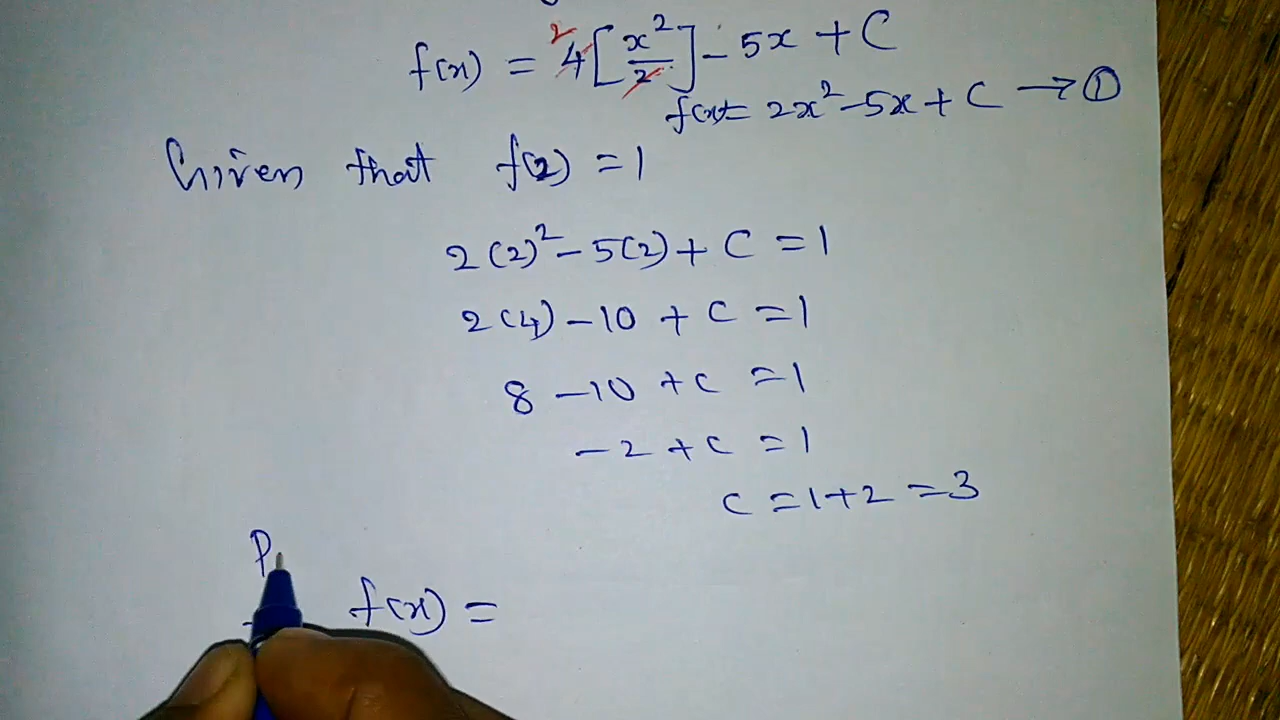 f(x) = 4[x²/2] - 5x + C
f(x) = 2x² - 5x + C → ①
Given that f(2) = 1
2(2)² - 5(2) + C = 1
2(4) - 10 + C = 1
8 - 10 + C = 1
-2 + C = 1
C = 1 + 2 = 3
P
f(x) =